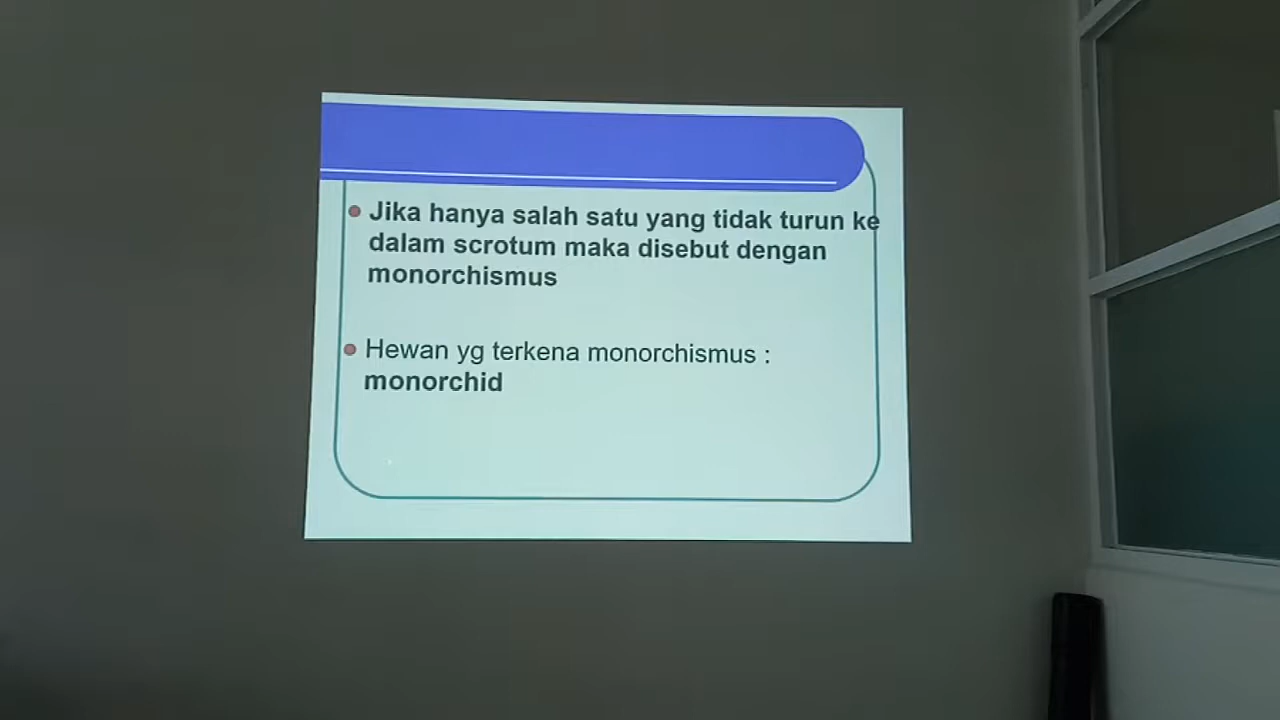 Jika hanya salah satu yang tidak turun ke
dalam scrotum maka disebut dengan
monorchismus
Hewan yg terkena monorchismus :
monorchid